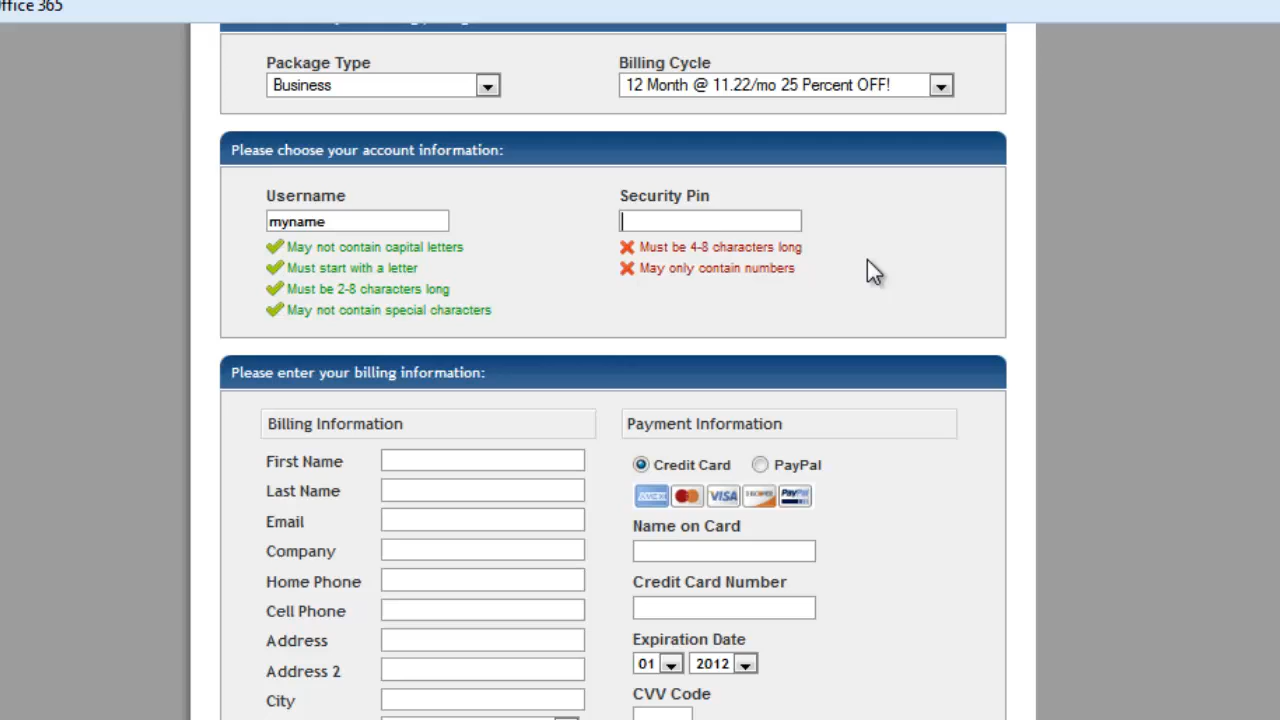 ffice 365
Package Type
Business
Billing Cycle
12 Month @ 11.22/mo 25 Percent OFF!
Please choose your account information:
Username
myname
May not contain capital letters
Must start with a letter
Must be 2-8 characters long
May not contain special characters
Security Pin
Must be 4-8 characters long
May only contain numbers
Please enter your billing information:
Billing Information
First Name
Last Name
Email
Company
Home Phone
Cell Phone
Address
Address 2
City
Payment Information
Credit Card
PayPal
AMEX
VISA
DISCOVER
PayPal
Name on Card
Credit Card Number
Expiration Date
01
2012
CVV Code